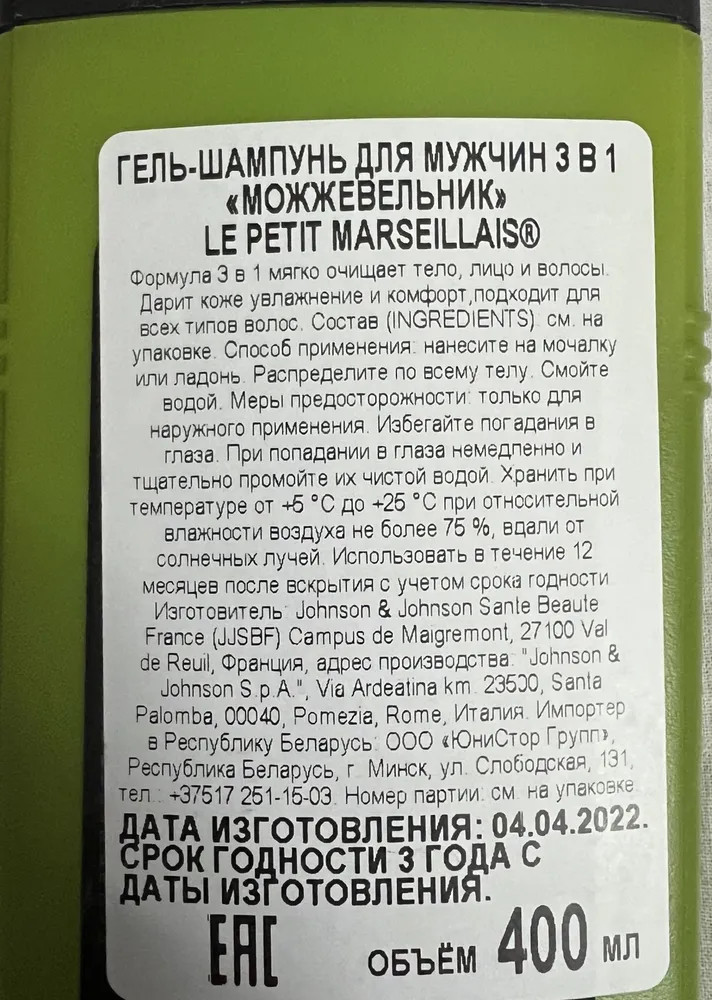 ГЕЛЬ-ШАМПУНЬ ДЛЯ МУЖЧИН 3 В 1
«МОЖЖЕВЕЛЬНИК»
LE PETIT MARSEILLAIS®
Формула 3 в 1 мягко очищает тело, лицо и волосы.
Дарит коже увлажнение и комфорт,подходит для
всех типов волос. Состав (INGREDIENTS): см. на
упаковке. Способ применения: нанесите на мочалку
или ладонь. Распределите по всему телу. Смойте
водой. Меры предосторожности: только для
наружного применения. Избегайте погадания в
глаза. При попадании в глаза немедленно и
тщательно промойте их чистой водой. Хранить при
температуре от +5 °C до +25 °C при относительной
влажности воздуха не более 75 %, вдали от
солнечных лучей. Использовать в течение 12
месяцев после вскрытия с учетом срока годности
Изготовитель: Johnson & Johnson Sante Beaute
France (JJSBF) Campus de Maigremont, 27100 Val
de Reuil, Франция, адрес производства: "Johnson &
Johnson S.p.A.", Via Ardeatina km. 23500, Santa
Palomba, 00040, Pomezia, Rome, Италия. Импортер
в Республику Беларусь: ООО «ЮниСтор Групп»,
Республика Беларусь, г. Минск, ул. Слободская, 131,
тел.: +37517 251-15-03. Номер партии: см. на упаковке
ДАТА ИЗГОТОВЛЕНИЯ: 04.04.2022.
СРОК ГОДНОСТИ 3 ГОДА С
ДАТЫ ИЗГОТОВЛЕНИЯ.
EAC ОБЪЁМ 400 МЛ